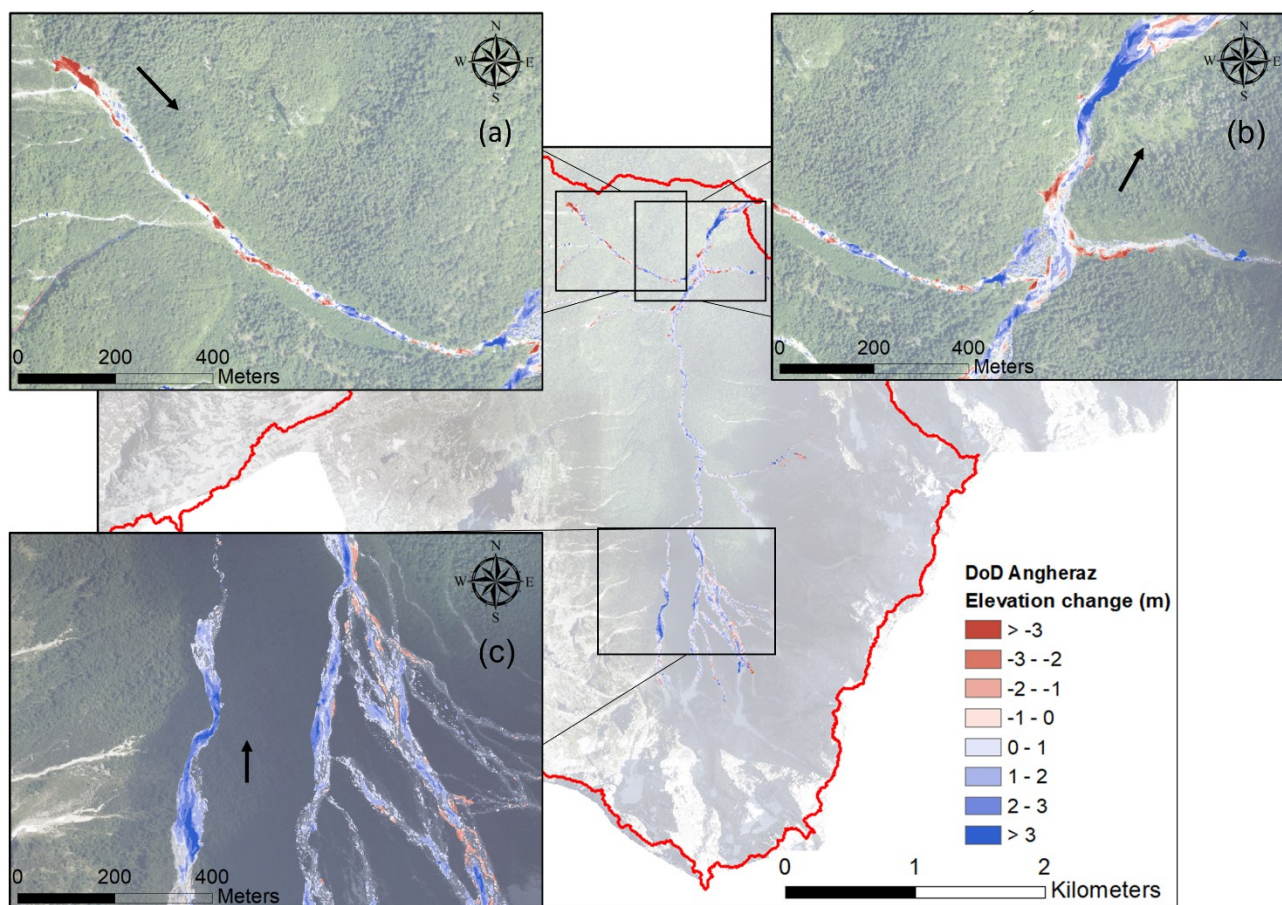 N
W E
S
(a)
0 200 400
Meters
N
W E
S
(b)
0 200 400
Meters
N
W E
S
(c)
0 200 400
Meters
DoD Angheraz
Elevation change (m)
> -3
-3 - -2
-2 - -1
-1 - 0
0 - 1
1 - 2
2 - 3
> 3
0 1 2
Kilometers